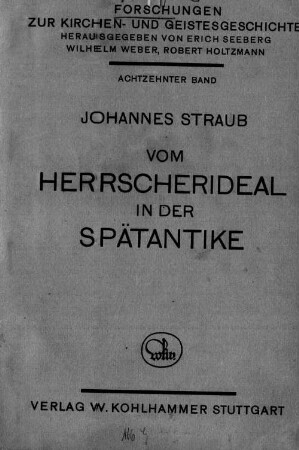 FORSCHUNGEN
ZUR KIRCHEN- UND GEISTESGESCHICHTE
HERAUSGEGEBEN VON ERICH SEEBERG
WILHELM WEBER, ROBERT HOLTZMANN
ACHTZEHNTER BAND
JOHANNES STRAUB
VOM
HERRSCHERIDEAL
IN DER
SPÄTANTIKE
VERLAG W. KOHLHAMMER STUTTGART